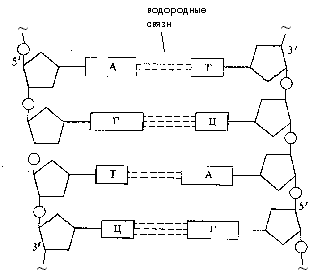 водородные
связи
5' А Т 3'
Г Ц
Т А
5'
Ц Г
3'